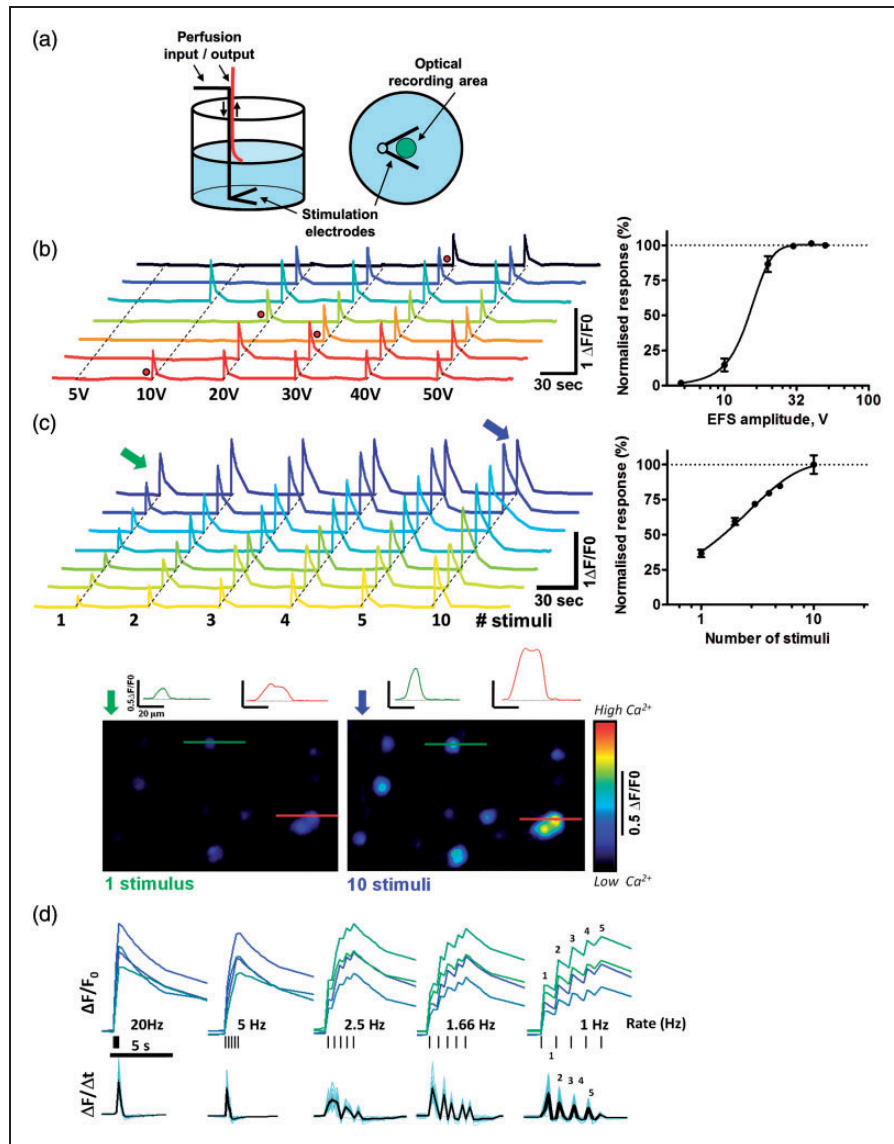 (a)
Perfusion
input / output
Optical
recording area
Stimulation
electrodes
(b)
5V 10V 20V 30V 40V 50V
30 sec
1 ΔF/F0
Normalised response (%)
100
75
50
25
0
10 32 100
EFS amplitude, V
(c)
1 2 3 4 5 10 # stimuli
30 sec
1ΔF/F0
Normalised response (%)
100
75
50
25
0
1 10
Number of stimuli
0.5ΔF/F0
20 µm
High Ca²⁺
0.5 ΔF/F0
Low Ca²⁺
1 stimulus
10 stimuli
(d)
ΔF/F₀
1 2 3 4 5
20Hz 5 Hz 2.5 Hz 1.66 Hz 1 Hz Rate (Hz)
5 s
ΔF/Δt
1 2 3 4 5